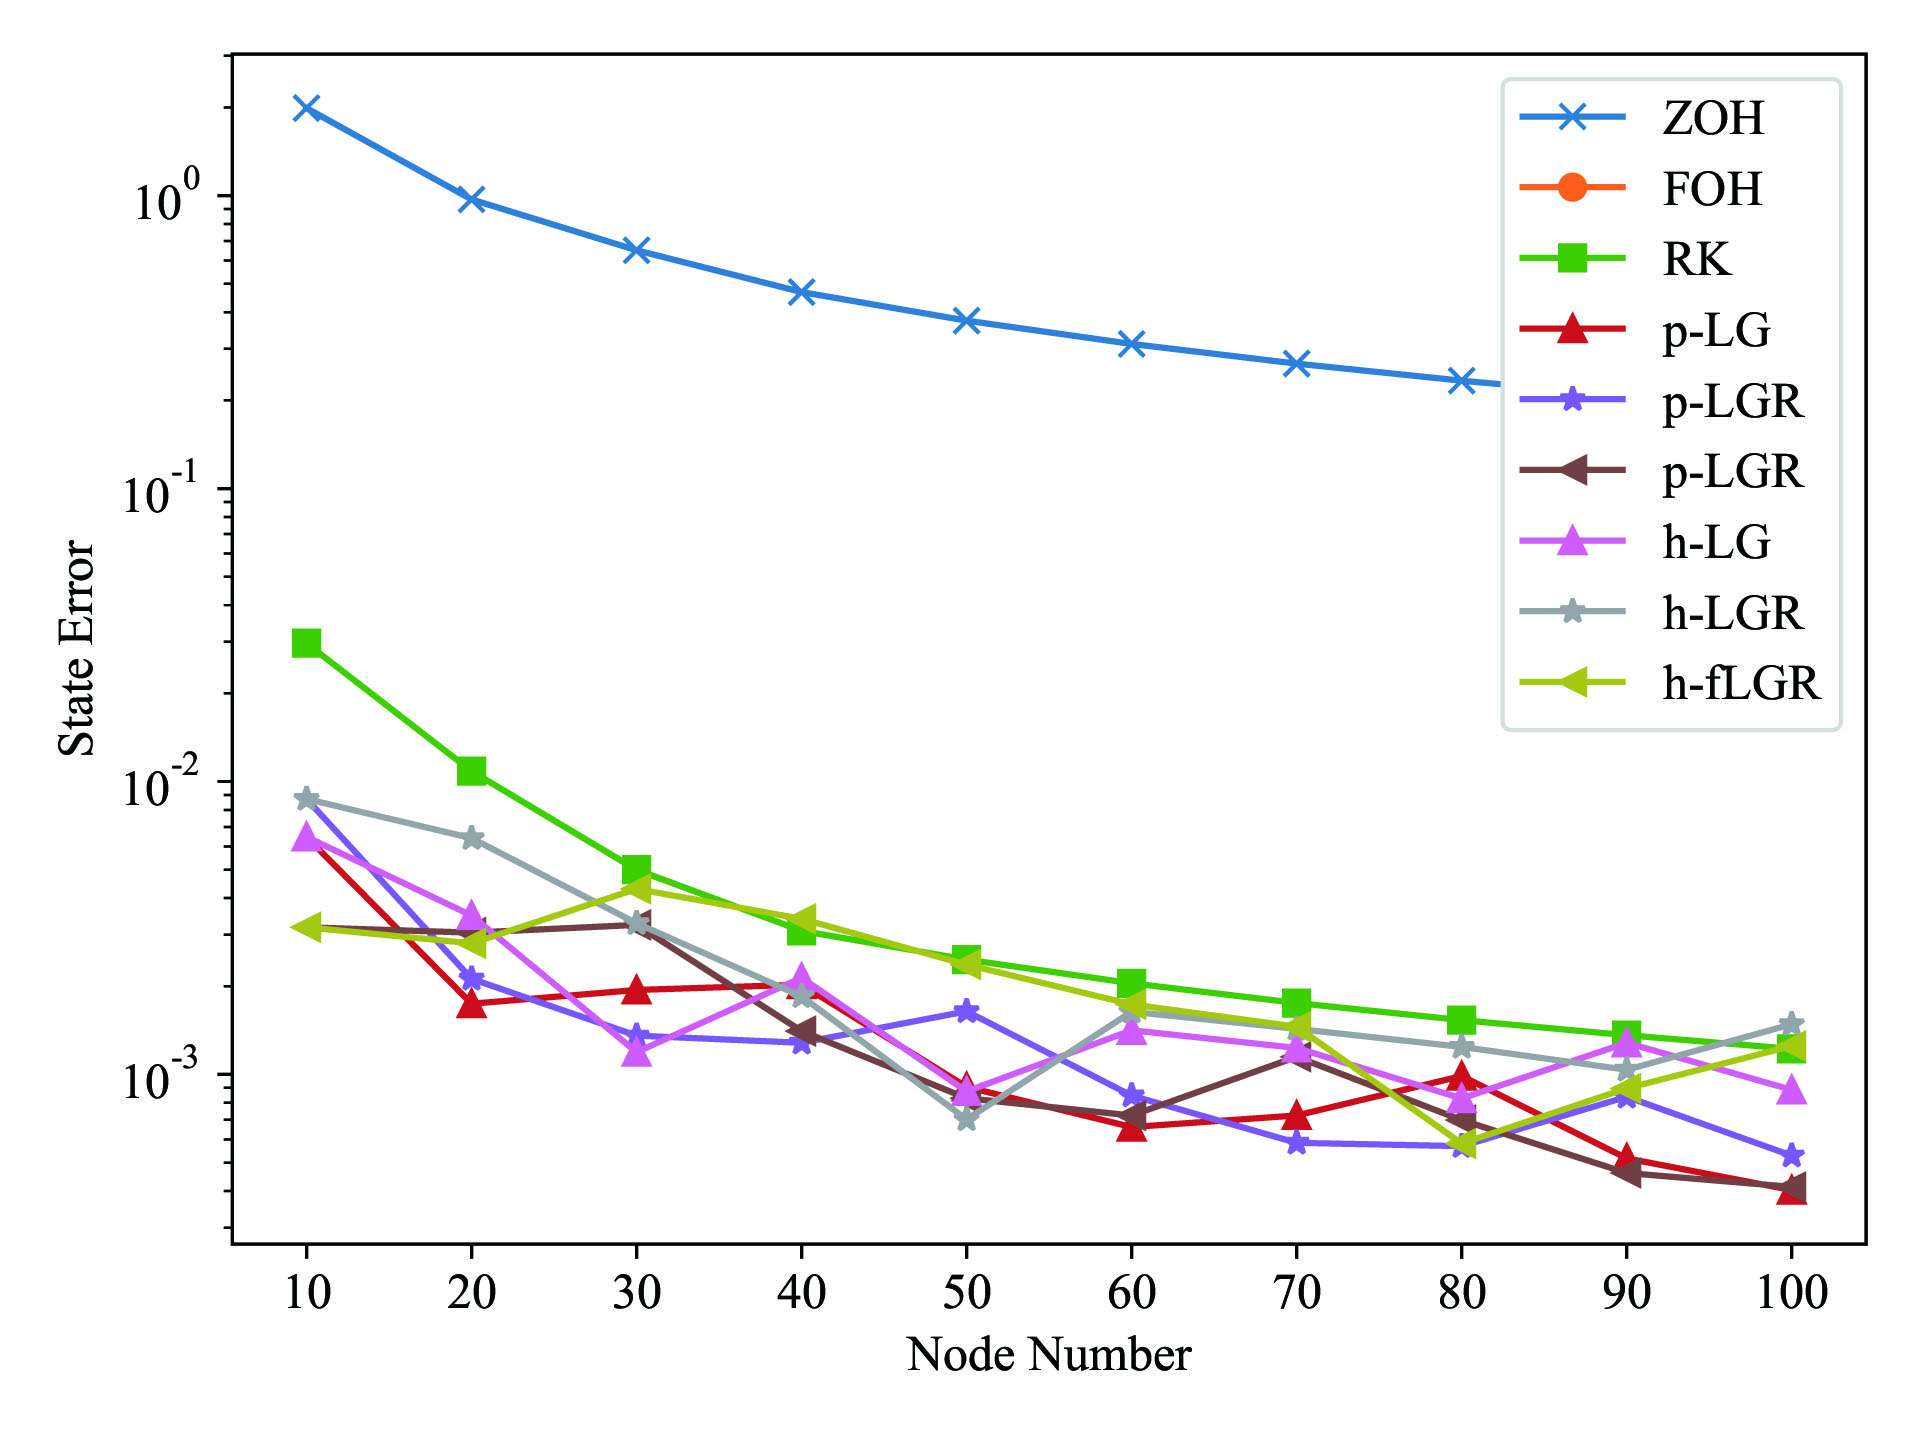 10^0
10^-1
10^-2
10^-3
State Error
10 20 30 40 50 60 70 80 90 100
Node Number
ZOH
FOH
RK
p-LG
p-LGR
p-LGR
h-LG
h-LGR
h-fLGR